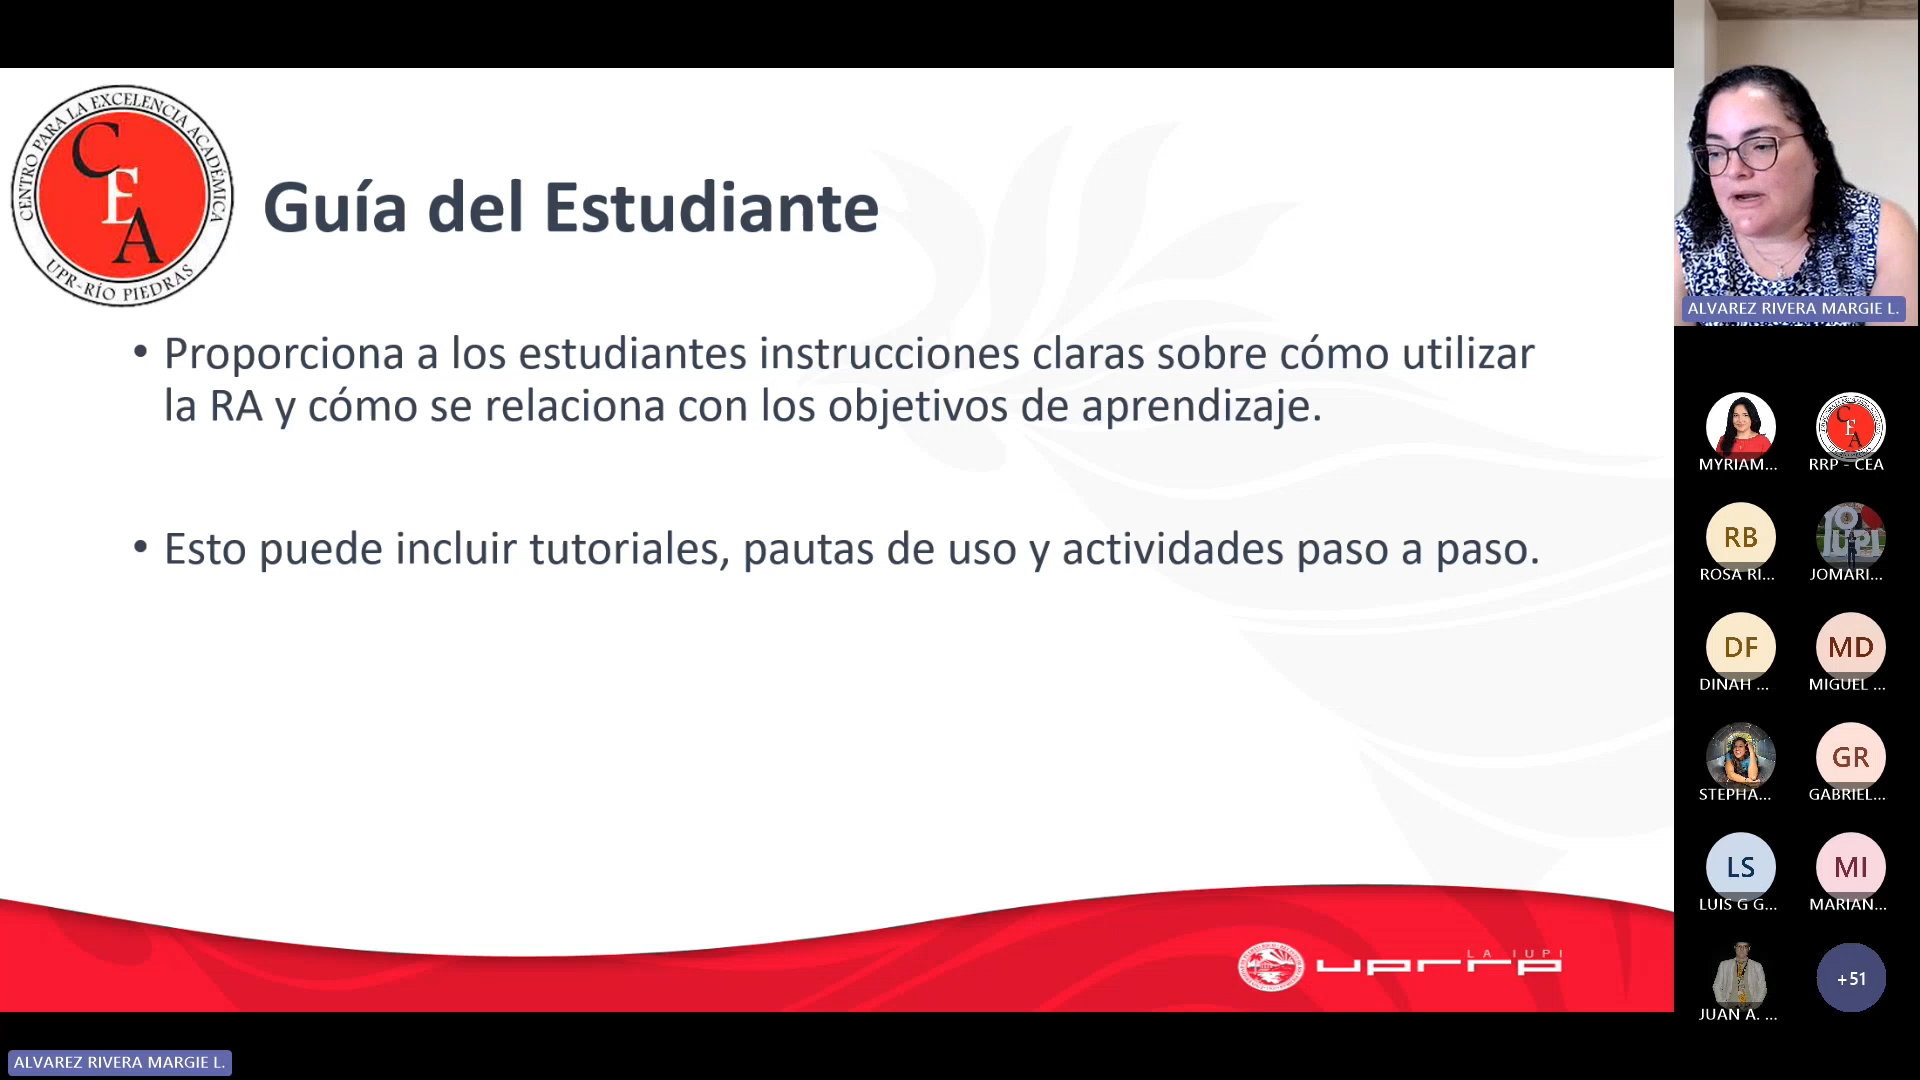 CENTRO PARA LA EXCELENCIA ACADÉMICA
CEA
UPR-RÍO PIEDRAS
Guía del Estudiante
• Proporciona a los estudiantes instrucciones claras sobre cómo utilizar
la RA y cómo se relaciona con los objetivos de aprendizaje.
• Esto puede incluir tutoriales, pautas de uso y actividades paso a paso.
LA IUPI
uprrp
ALVAREZ RIVERA MARGIE L.
ALVAREZ RIVERA MARGIE L.
MYRIAM...
CEA
RRP - CEA
RB
ROSA RI...
IUPI
JOMARI...
DF
DINAH ...
MD
MIGUEL ...
STEPHA...
GR
GABRIEL...
LS
LUIS G G...
MI
MARIAN...
JUAN A. ...
+51